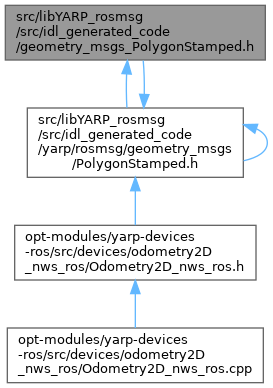 src/libYARP_rosmsg
/src/idl_generated_code
/geometry_msgs_PolygonStamped.h
src/libYARP_rosmsg
/src/idl_generated_code
/yarp/rosmsg/geometry_msgs
/PolygonStamped.h
opt-modules/yarp-devices
-ros/src/devices/odometry2D
_nws_ros/Odometry2D_nws_ros.h
opt-modules/yarp-devices
-ros/src/devices/odometry2D
_nws_ros/Odometry2D_nws_ros.cpp